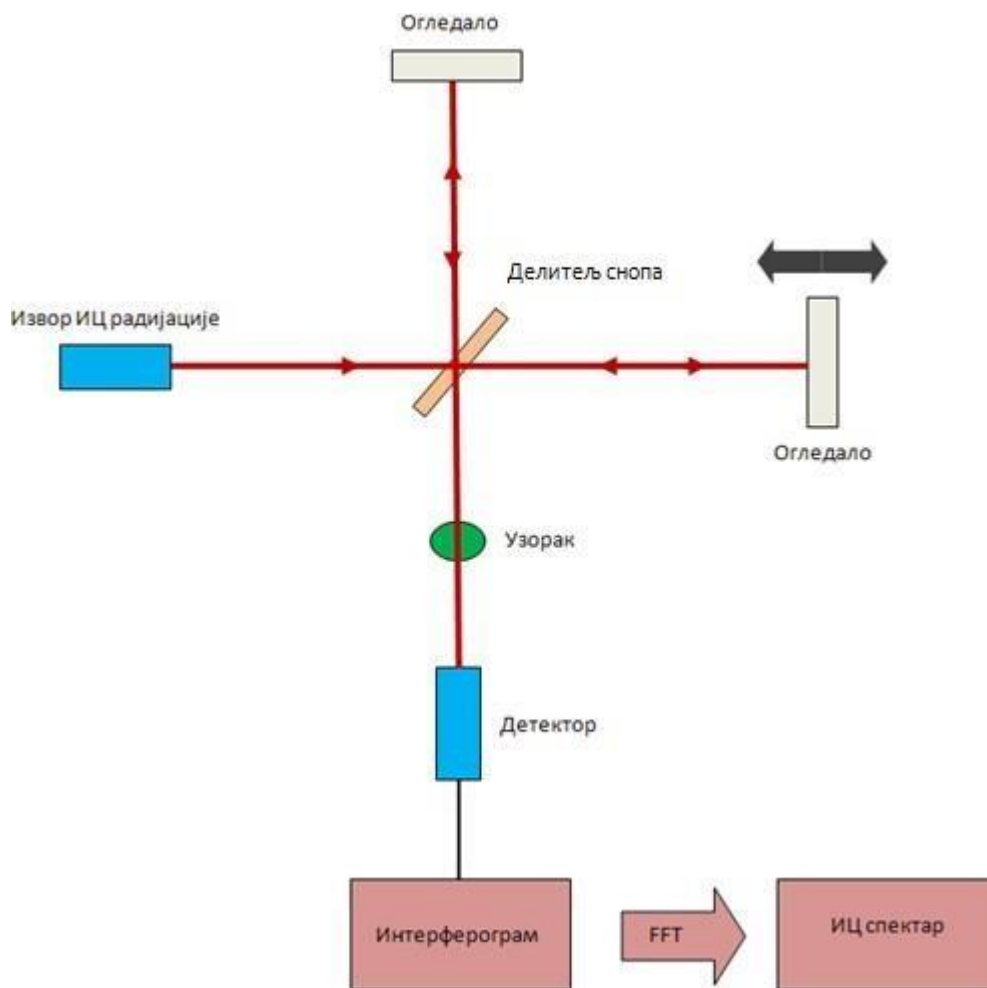 Огледало
Делитељ снопа
Извор ИЦ радијације
Огледало
Узорак
Детектор
Интерферограм
FFT
ИЦ спектар